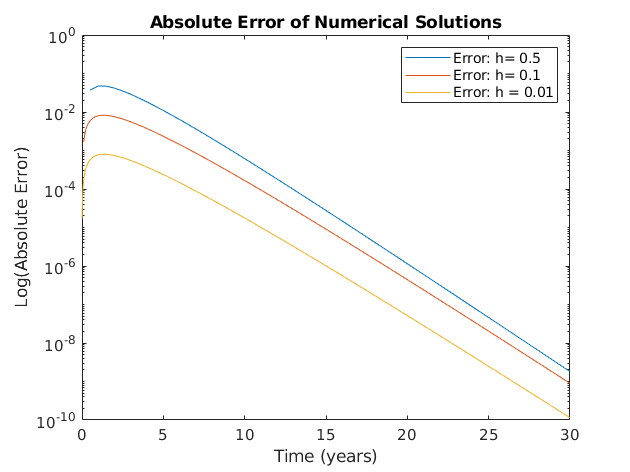 Absolute Error of Numerical Solutions
10^0
10^-2
10^-4
10^-6
10^-8
10^-10
Log(Absolute Error)
Error: h= 0.5
Error: h= 0.1
Error: h = 0.01
0 5 10 15 20 25 30
Time (years)